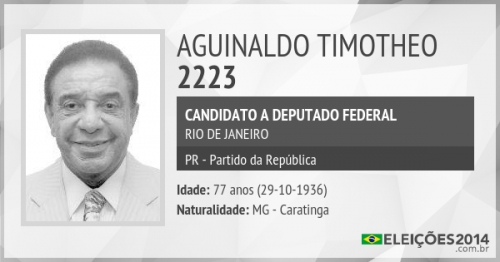 AGUINALDO TIMOTHEO
2223
CANDIDATO A DEPUTADO FEDERAL
RIO DE JANEIRO
PR - Partido da República
Idade: 77 anos (29-10-1936)
Naturalidade: MG - Caratinga
ELEIÇÕES2014
.com.br